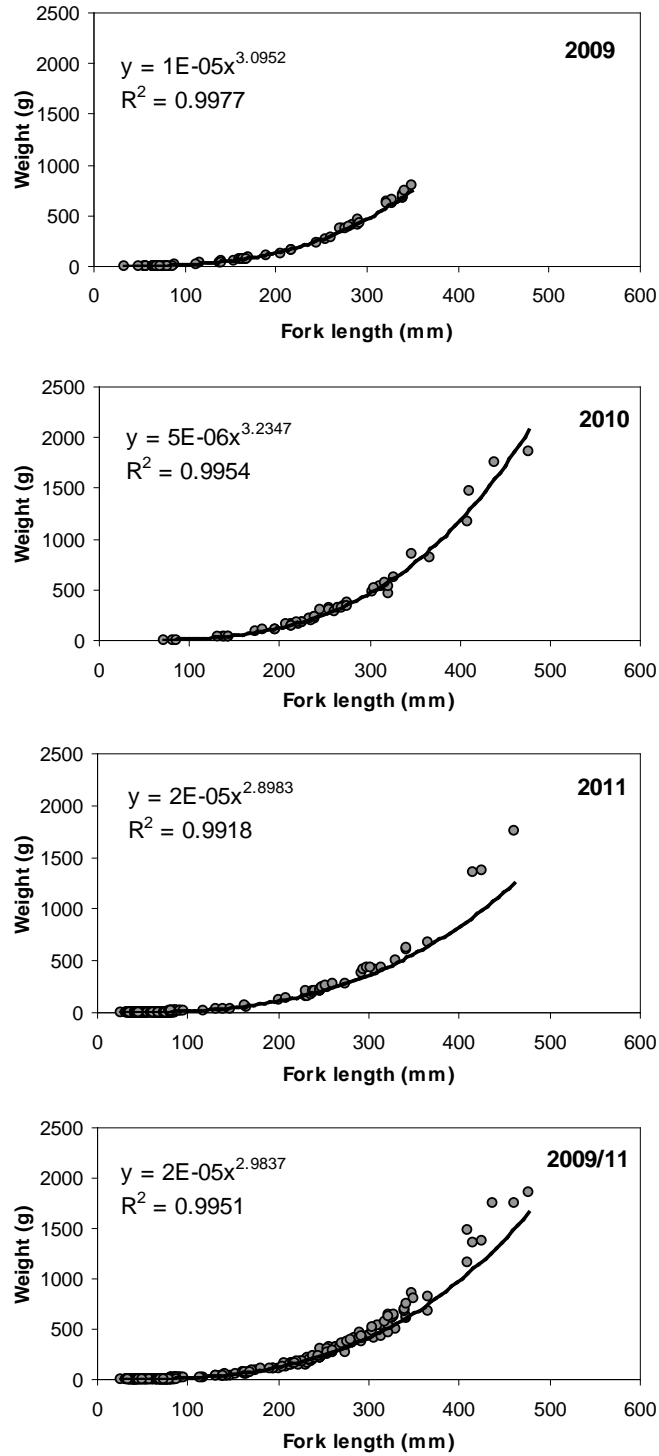 2009
y = 1E-05x^3.0952
R^2 = 0.9977
Weight (g)
2500
2000
1500
1000
500
0
0 100 200 300 400 500 600
Fork length (mm)
2010
y = 5E-06x^3.2347
R^2 = 0.9954
Weight (g)
2500
2000
1500
1000
500
0
0 100 200 300 400 500 600
Fork length (mm)
2011
y = 2E-05x^2.8983
R^2 = 0.9918
Weight (g)
2500
2000
1500
1000
500
0
0 100 200 300 400 500 600
Fork length (mm)
2009/11
y = 2E-05x^2.9837
R^2 = 0.9951
Weight (g)
2500
2000
1500
1000
500
0
0 100 200 300 400 500 600
Fork length (mm)